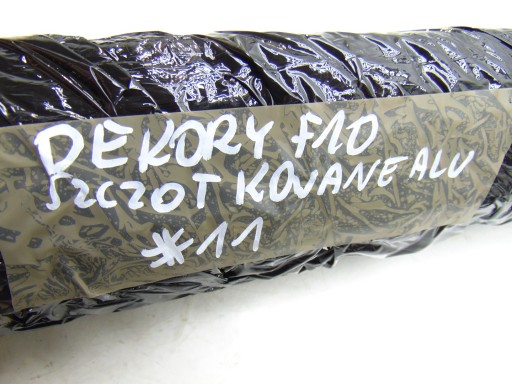 DEKORY F10
SZCZOT KOVANE ALU
*11